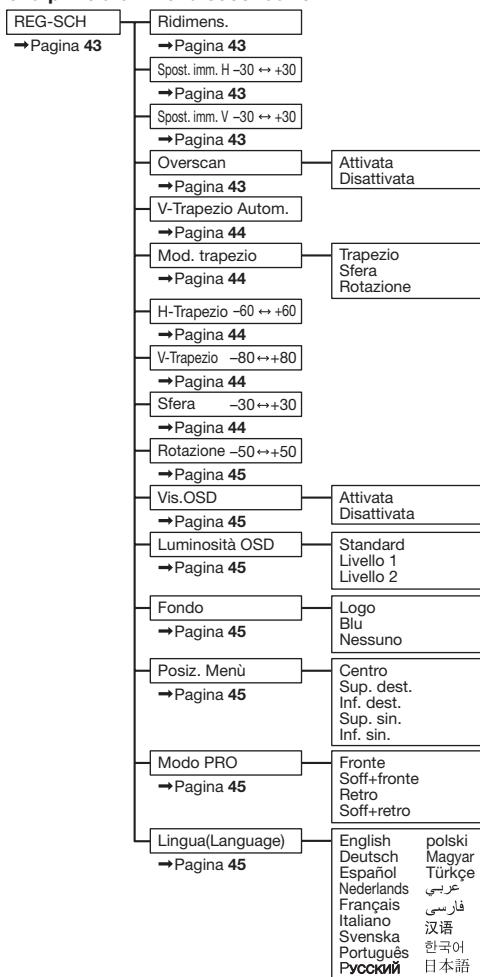 REG-SCH
➞Pagina 43
Ridimens.
➞Pagina 43
Spost. imm. H –30 ↔ +30
➞Pagina 43
Spost. imm. V –30 ↔ +30
➞Pagina 43
Overscan
➞Pagina 43
Attivata
Disattivata
V-Trapezio Autom.
➞Pagina 44
Mod. trapezio
➞Pagina 44
Trapezio
Sfera
Rotazione
H-Trapezio –60 ↔ +60
➞Pagina 44
V-Trapezio –80↔+80
➞Pagina 44
Sfera –30↔+30
➞Pagina 44
Rotazione –50↔+50
➞Pagina 45
Vis.OSD
➞Pagina 45
Attivata
Disattivata
Luminosità OSD
➞Pagina 45
Standard
Livello 1
Livello 2
Fondo
➞Pagina 45
Logo
Blu
Nessuno
Posiz. Menù
➞Pagina 45
Centro
Sup. dest.
Inf. dest.
Sup. sin.
Inf. sin.
Modo PRO
➞Pagina 45
Fronte
Soff+fronte
Retro
Soff+retro
Lingua(Language)
➞Pagina 45
English
Deutsch
Español
Nederlands
Français
Italiano
Svenska
Português
Русский
polski
Magyar
Türkçe
عربي
فارسی
汉语
한국어
日本語